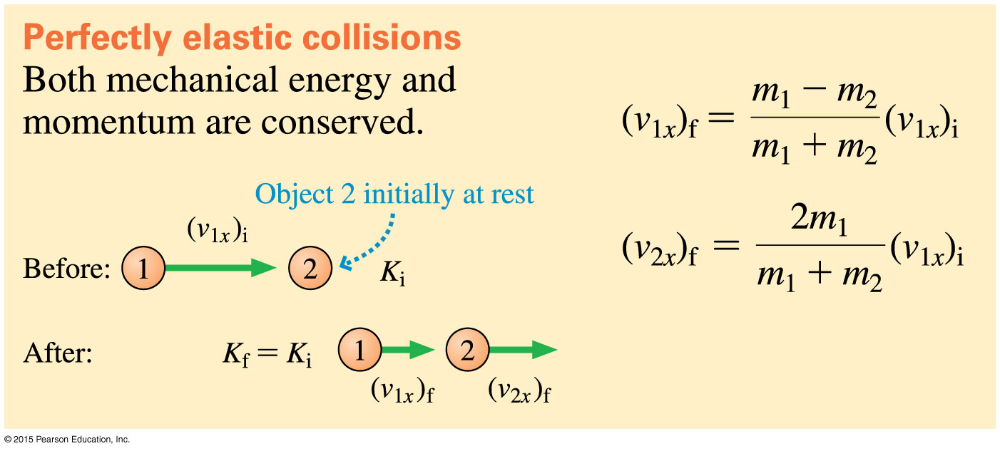 Perfectly elastic collisions
Both mechanical energy and
momentum are conserved.
(v₁ₓ)f = (m₁ − m₂)/(m₁ + m₂) (v₁ₓ)i
Object 2 initially at rest
(v₁ₓ)i
Before: 1 2 Kᵢ
(v₂ₓ)f = 2m₁/(m₁ + m₂) (v₁ₓ)i
After: Kf = Kᵢ 1 2
(v₁ₓ)f (v₂ₓ)f
© 2015 Pearson Education, Inc.